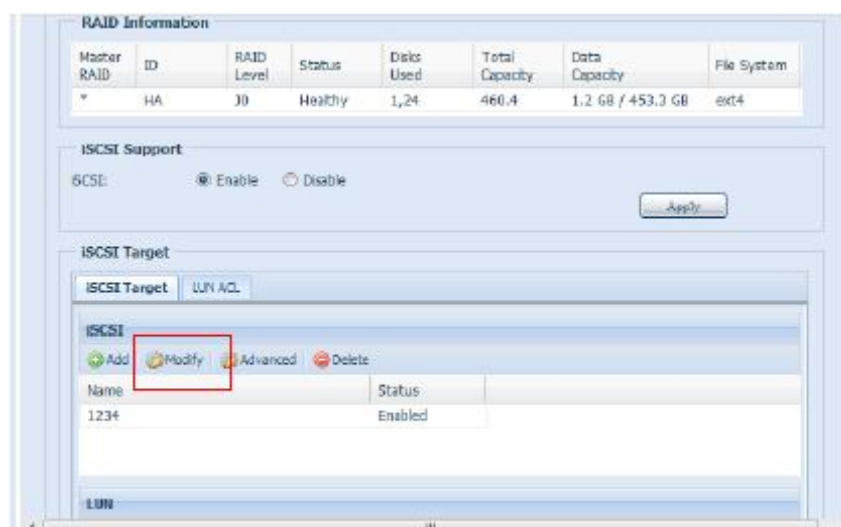 RAID Information
Master RAID ID RAID Level Status Disks Used Total Capacity Data Capacity File System
* HA J0 Healthy 1,24 460.4 1.2 GB / 453.3 GB ext4
iSCSI Support
iSCSI: Enable Disable
Apply
iSCSI Target
iSCSI Target LUN ACL
iSCSI
Add Modify Advanced Delete
Name Status
1234 Enabled
LUN